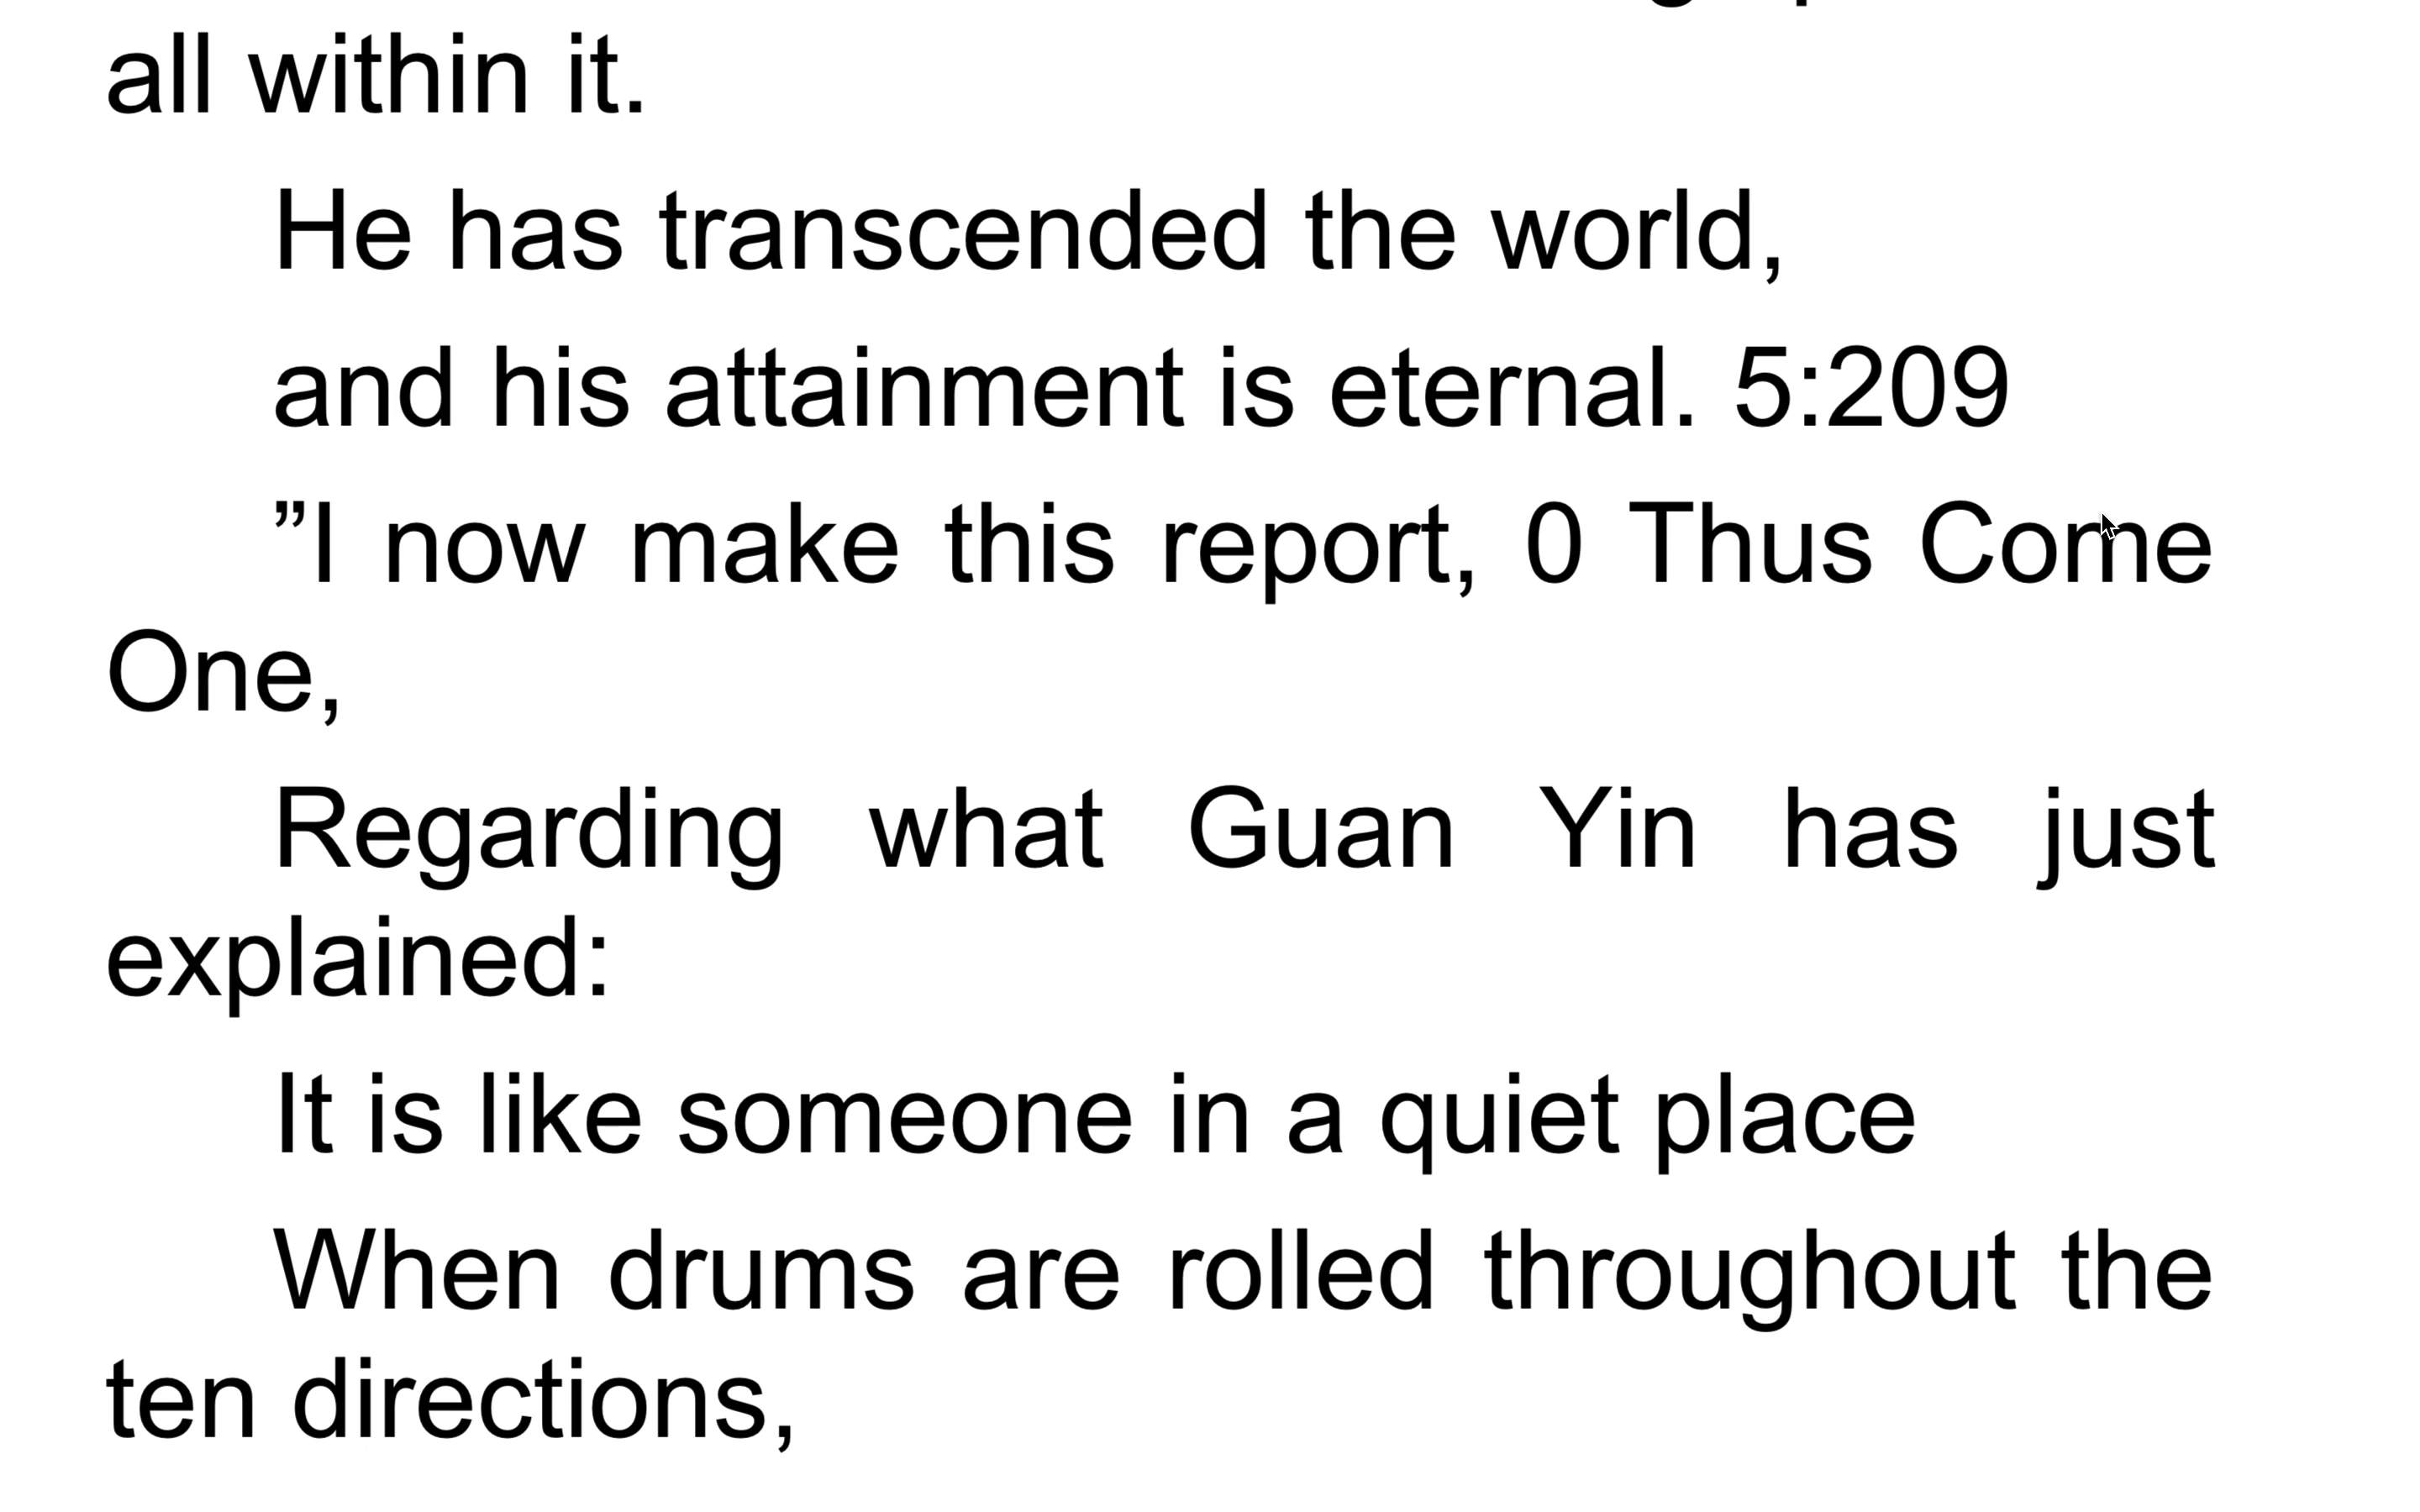 all within it.
He has transcended the world,
and his attainment is eternal. 5:209
”I now make this report, 0 Thus Come
One,
Regarding what Guan Yin has just
explained:
It is like someone in a quiet place
When drums are rolled throughout the
ten directions,